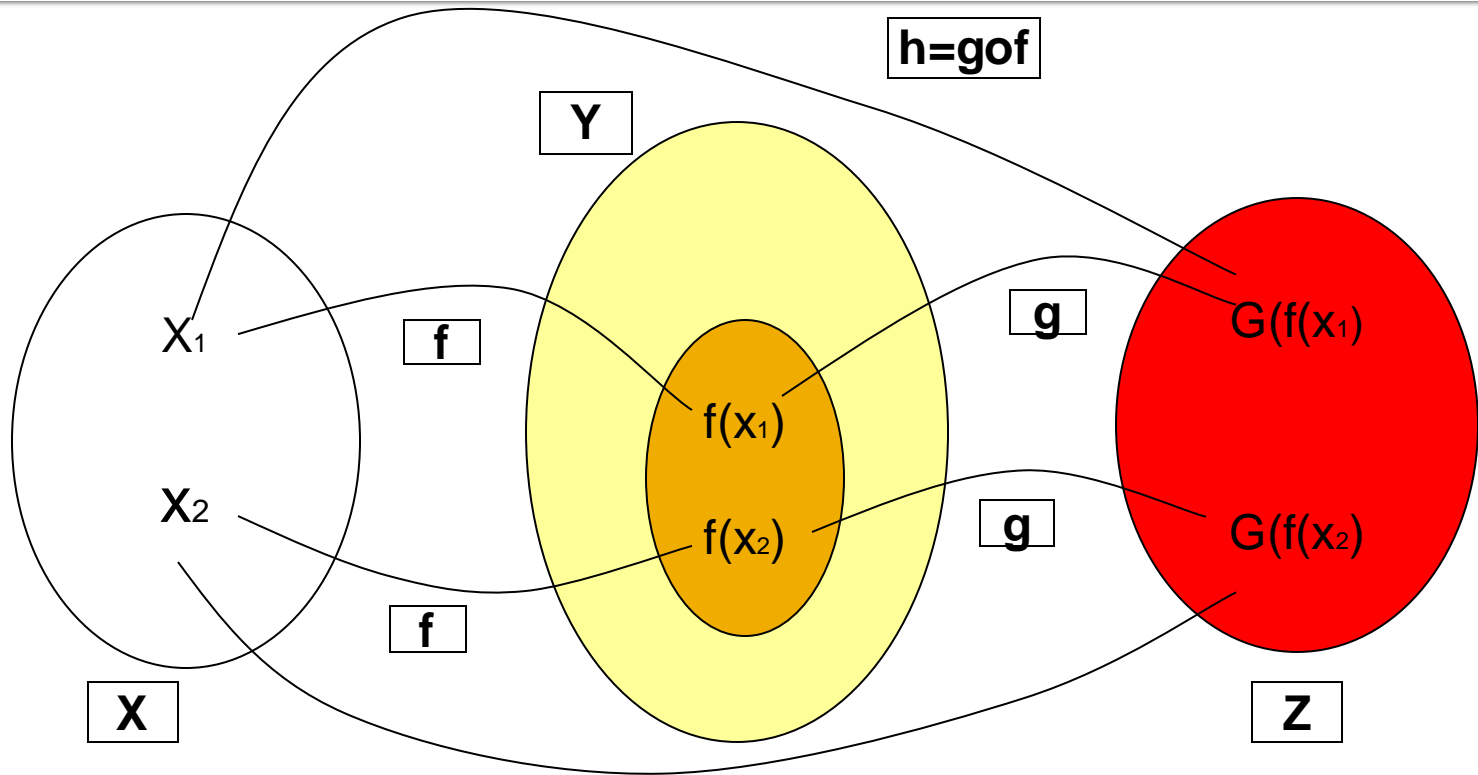 h=gof
Y
X1
f
g
G(f(x1)
f(x1)
x2
f(x2)
g
G(f(x2)
f
X
Z